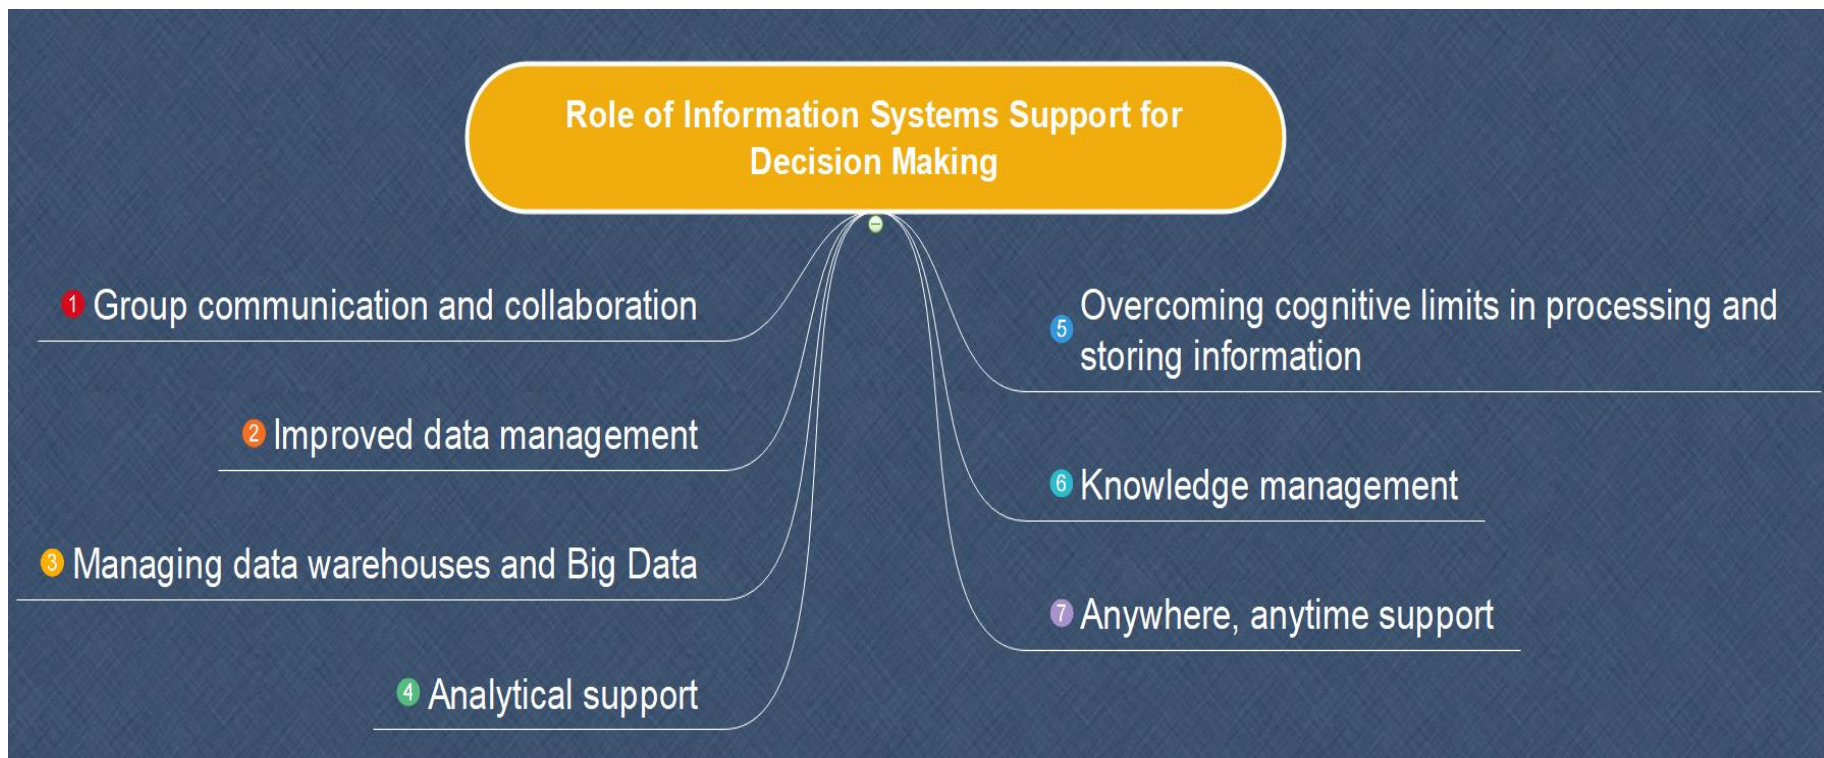 Role of Information Systems Support for
Decision Making
1 Group communication and collaboration
2 Improved data management
3 Managing data warehouses and Big Data
4 Analytical support
5 Overcoming cognitive limits in processing and
storing information
6 Knowledge management
7 Anywhere, anytime support